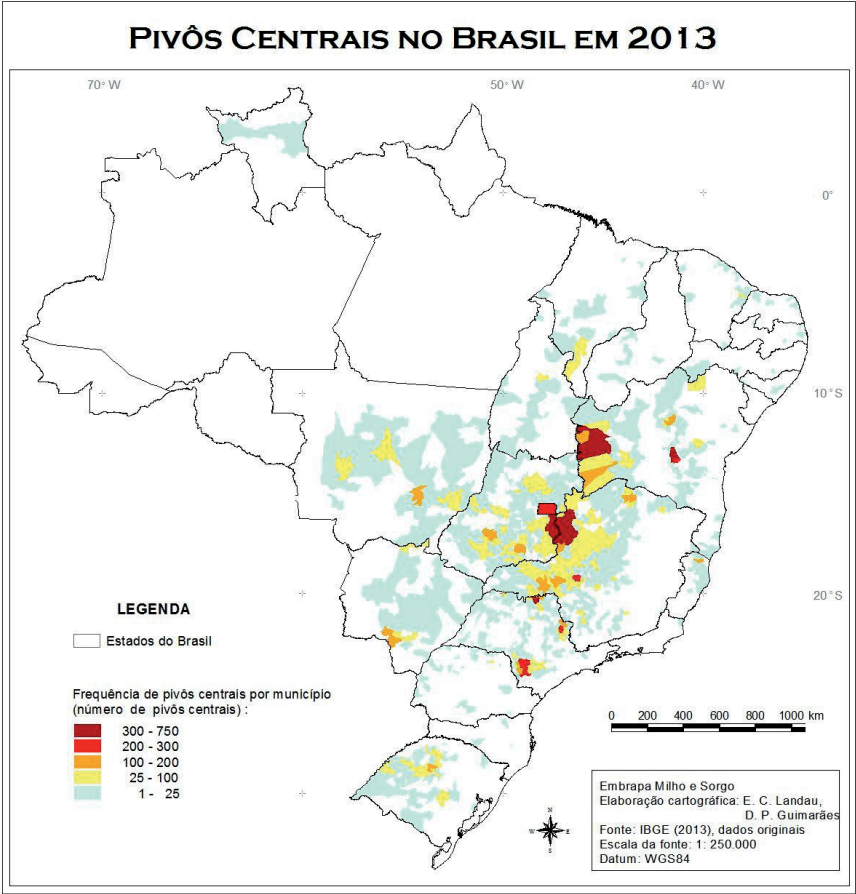 PIVÔS CENTRAIS NO BRASIL EM 2013
70° W
50° W
40° W
0°
10° S
20° S
LEGENDA
Estados do Brasil
Frequência de pivôs centrais por município
(número de pivôs centrais) :
300 - 750
200 - 300
100 - 200
25 - 100
1 - 25
0 200 400 600 800 1000 km
N
W E
S
Embrapa Milho e Sorgo
Elaboração cartográfica: E. C. Landau,
D. P. Guimarães
Fonte: IBGE (2013), dados originais
Escala da fonte: 1: 250.000
Datum: WGS84